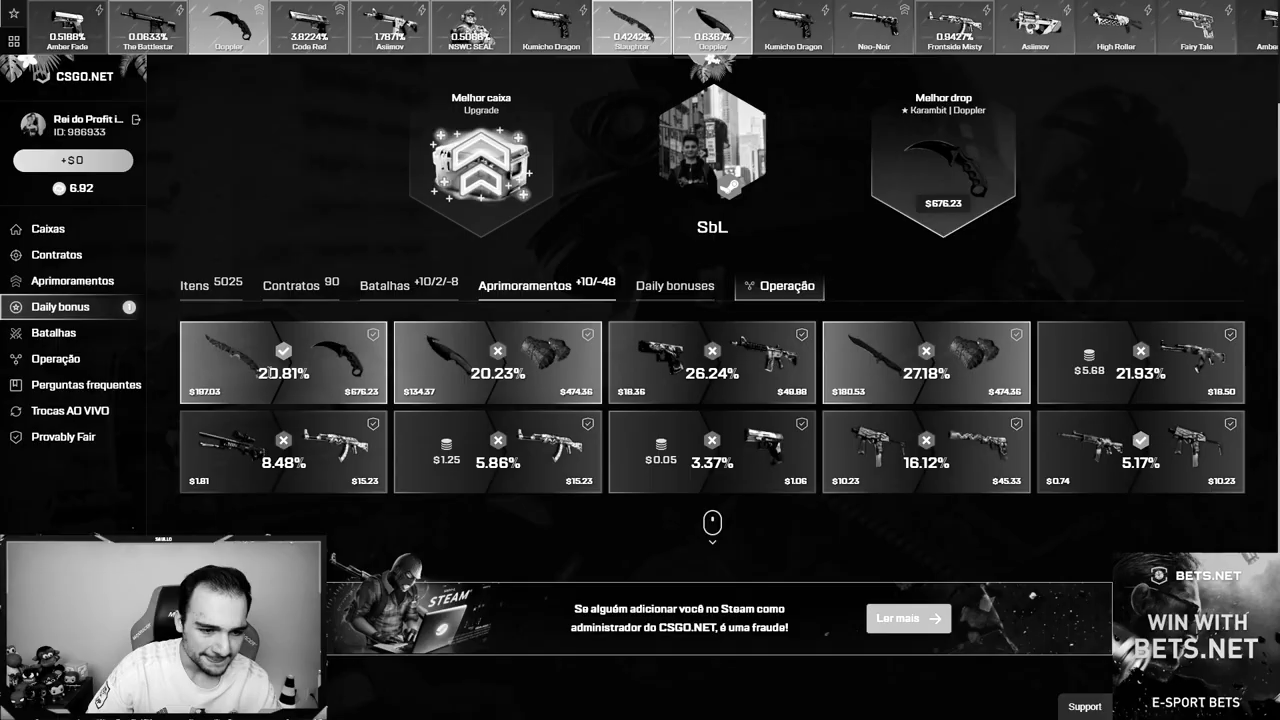 0.5188%
Amber Fade
0.0633%
The Battlestar
Doppler
3.8224%
Code Red
1.7871%
Asiimov
0.5086%
NSWC SEAL
Kumicho Dragon
0.4242%
Slaughter
0.6367%
Doppler
Kumicho Dragon
Neo-Noir
0.9427%
Frontside Misty
Asiimov
High Roller
Fairy Tale
CSGO.NET
Rei do Profit i...
ID: 986933
+$0
6.92
Caixas
Contratos
Aprimoramentos
Daily bonus
1
Batalhas
Operação
Perguntas frequentes
Trocas AO VIVO
Provably Fair
Melhor caixa
Upgrade
SbL
Melhor drop
★ Karambit | Doppler
$676.23
Itens 5025
Contratos 90
Batalhas +10/2/-8
Aprimoramentos +10/-48
Daily bonuses
Operação
20.81%
$187.03
$676.23
20.23%
$134.37
$474.36
26.24%
$18.36
$48.98
27.18%
$180.53
$474.36
$5.68
21.93%
$18.50
8.48%
$1.81
$15.23
$1.25
5.86%
$15.23
$0.05
3.37%
$1.06
16.12%
$10.23
$45.33
5.17%
$0.74
$10.23
STEAM
Se alguém adicionar você no Steam como
administrador do CSGO.NET, é uma fraude!
Ler mais
BETS.NET
WIN WITH
BETS.NET
E-SPORT BETS
Support